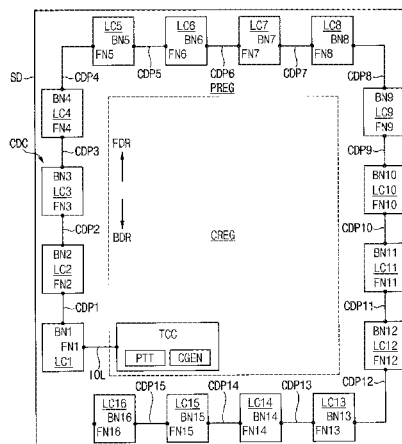 LC5
BN5
FN5
CDP5
LC6
BN6
FN6
CDP6
LC7
BN7
FN7
CDP7
LC8
BN8
FN8
SD
CDP4
PREG
CDP8
BN4
LC4
FN4
BN9
LC9
FN9
CDC
CDP3
CDP9
FDR
BN3
LC3
FN3
BN10
LC10
FN10
CDP2
BDR
CREG
CDP10
BN2
LC2
FN2
BN11
LC11
FN11
CDP1
CDP11
BN1
FN1
LC1
IOL
TCC
PTT
CGEN
BN12
LC12
FN12
CDP12
LC16
BN16
FN16
CDP15
LC15
BN15
FN15
CDP14
LC14
BN14
FN14
CDP13
LC13
BN13
FN13